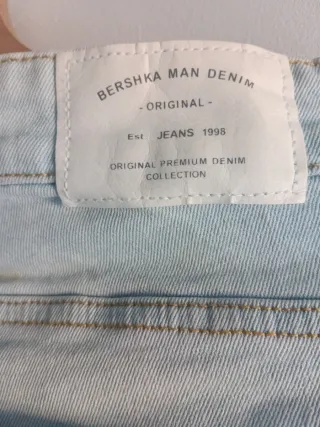 BERSHKA MAN DENIM
- ORIGINAL -
Est JEANS 1998
ORIGINAL PREMIUM DENIM
COLLECTION